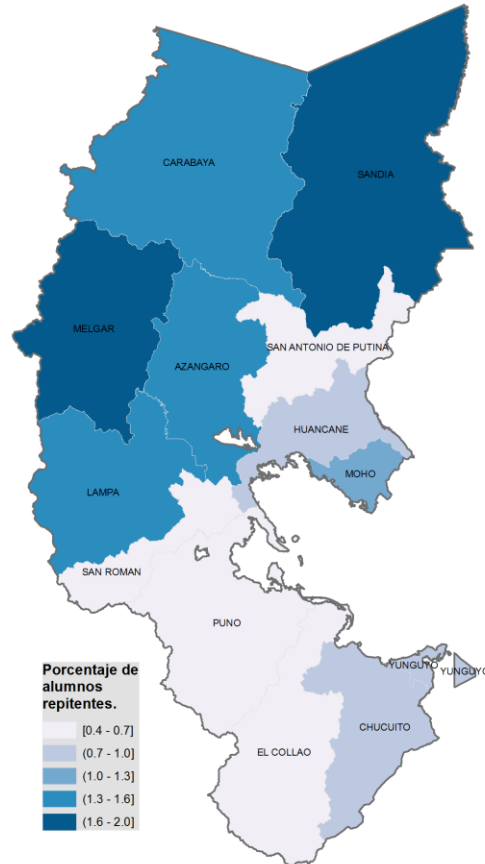 CARABAYA
SANDIA
MELGAR
SAN ANTONIO DE PUTINA
AZANGARO
HUANCANE
MOHO
LAMPA
SAN ROMAN
PUNO
YUNGUYO
YUNGUYO
CHUCUITO
EL COLLAO
Porcentaje de
alumnos
repitentes.
[0.4 - 0.7]
(0.7 - 1.0]
(1.0 - 1.3]
(1.3 - 1.6]
(1.6 - 2.0]